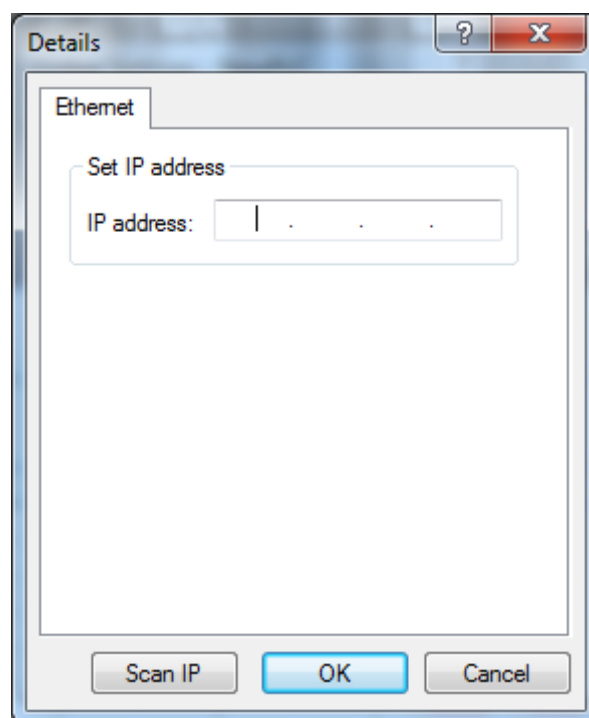 Details
Ethernet
Set IP address
IP address: . . .
Scan IP OK Cancel